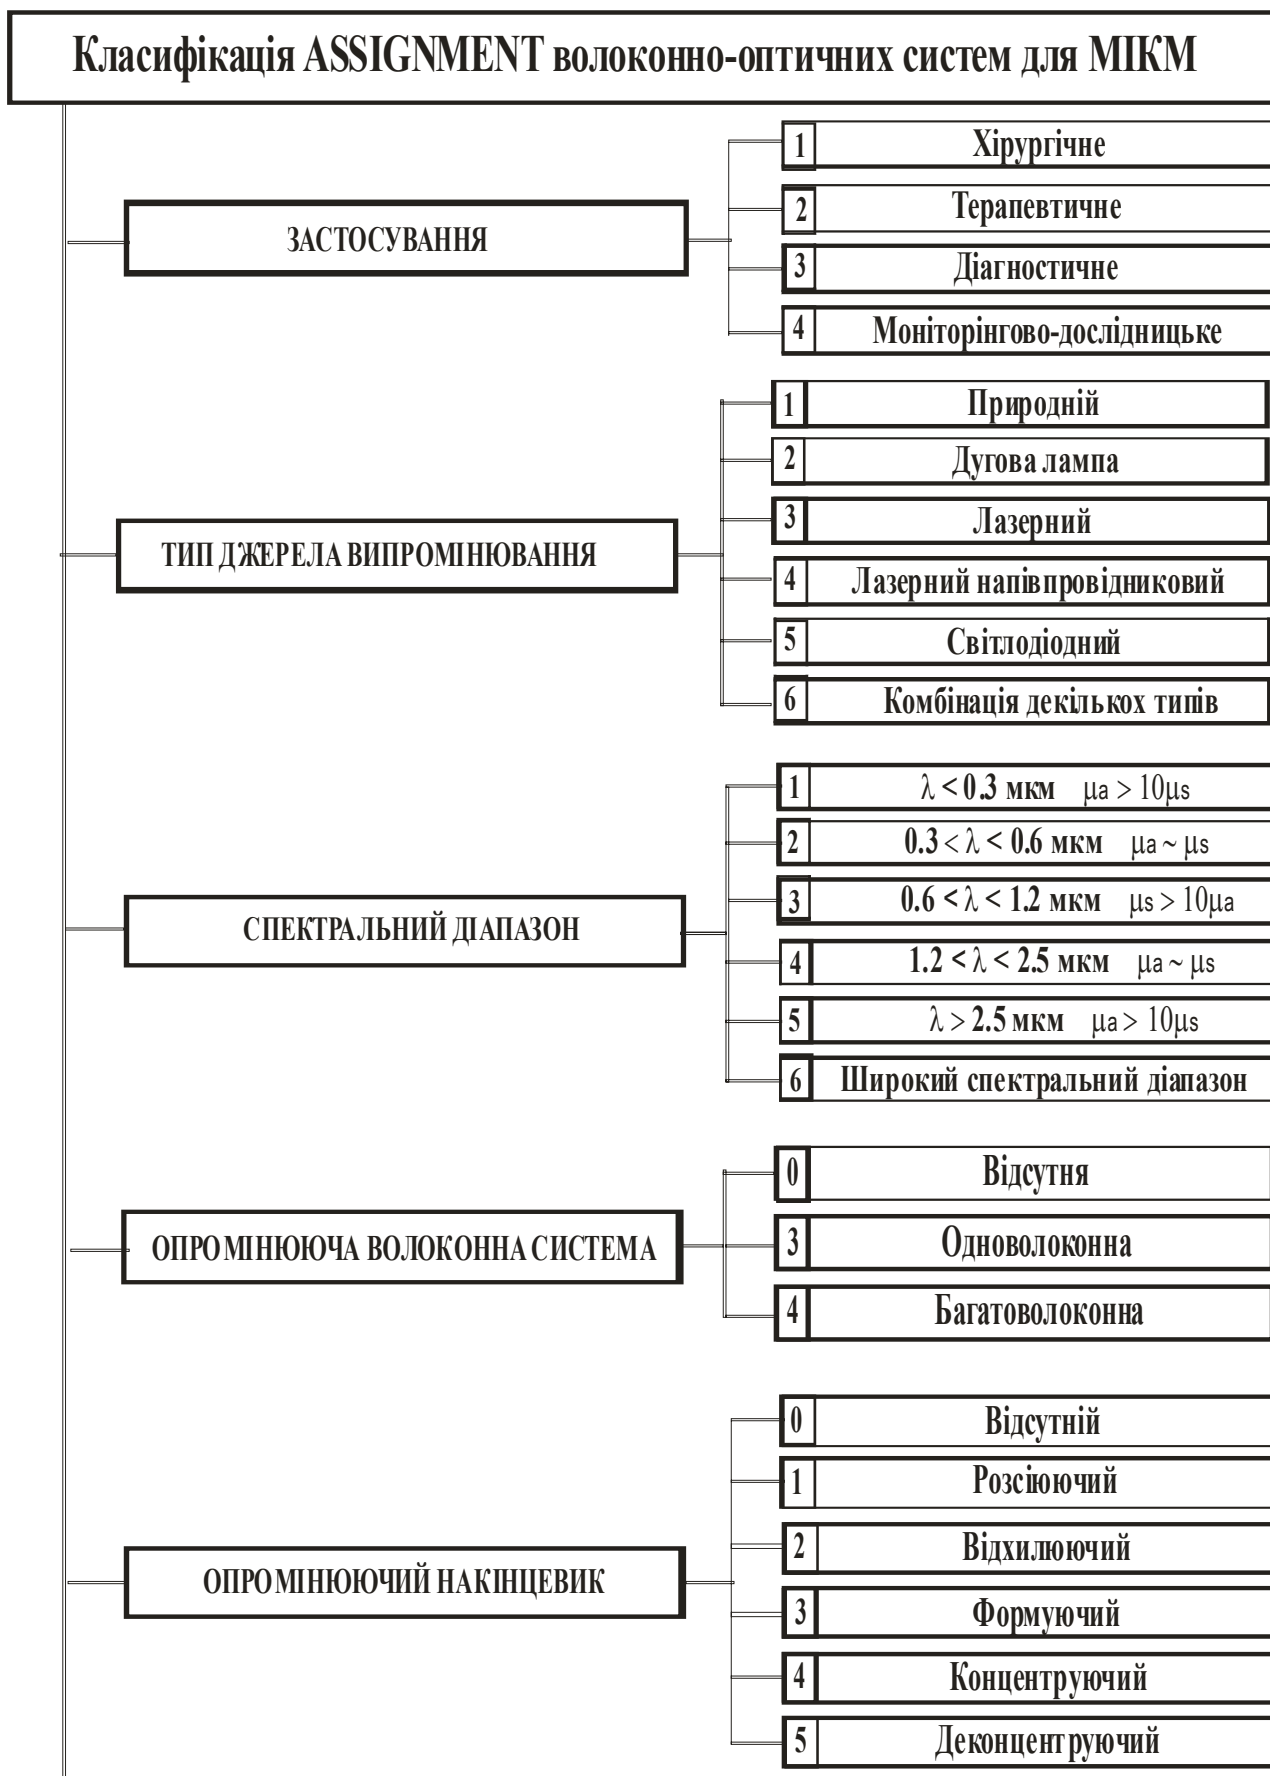 Класифікація ASSIGNMENT волоконно-оптичних систем для МІКМ
ЗАСТОСУВАННЯ
1 Хірургічне
2 Терапевтичне
3 Діагностичне
4 Моніторінгово-дослідницьке
ТИП ДЖЕРЕЛА ВИПРОМІНЮВАННЯ
1 Природній
2 Дугова лампа
3 Лазерний
4 Лазерний напівпровідниковий
5 Світлодіодний
6 Комбінація декількох типів
СПЕКТРАЛЬНИЙ ДІАПАЗОН
1 λ < 0.3 мкм μa > 10μs
2 0.3 < λ < 0.6 мкм μa ~ μs
3 0.6 < λ < 1.2 мкм μs > 10μa
4 1.2 < λ < 2.5 мкм μa ~ μs
5 λ > 2.5 мкм μa > 10μs
6 Широкий спектральний діапазон
ОПРОМІНЮЮЧА ВОЛОКОННА СИСТЕМА
0 Відсутня
3 Одноволоконна
4 Багатоволоконна
ОПРОМІНЮЮЧИЙ НАКІНЦЕВИК
0 Відсутній
1 Розсіюючий
2 Відхилюючий
3 Формуючий
4 Концентруючий
5 Деконцентруючий